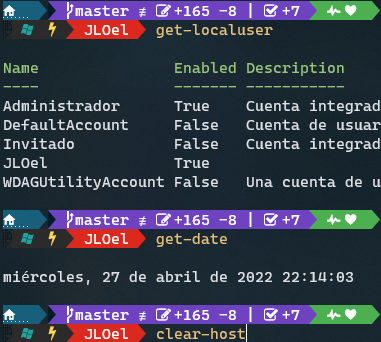 master ≢ +165 -8 | +7
JLOel get-localuser
Name Enabled Description
---- ------- -----------
Administrador True Cuenta integrad
DefaultAccount False Cuenta de usuar
Invitado False Cuenta integrad
JLOel True
WDAGUtilityAccount False Una cuenta de u
master ≢ +165 -8 | +7
JLOel get-date
miércoles, 27 de abril de 2022 22:14:03
master ≢ +165 -8 | +7
JLOel clear-host